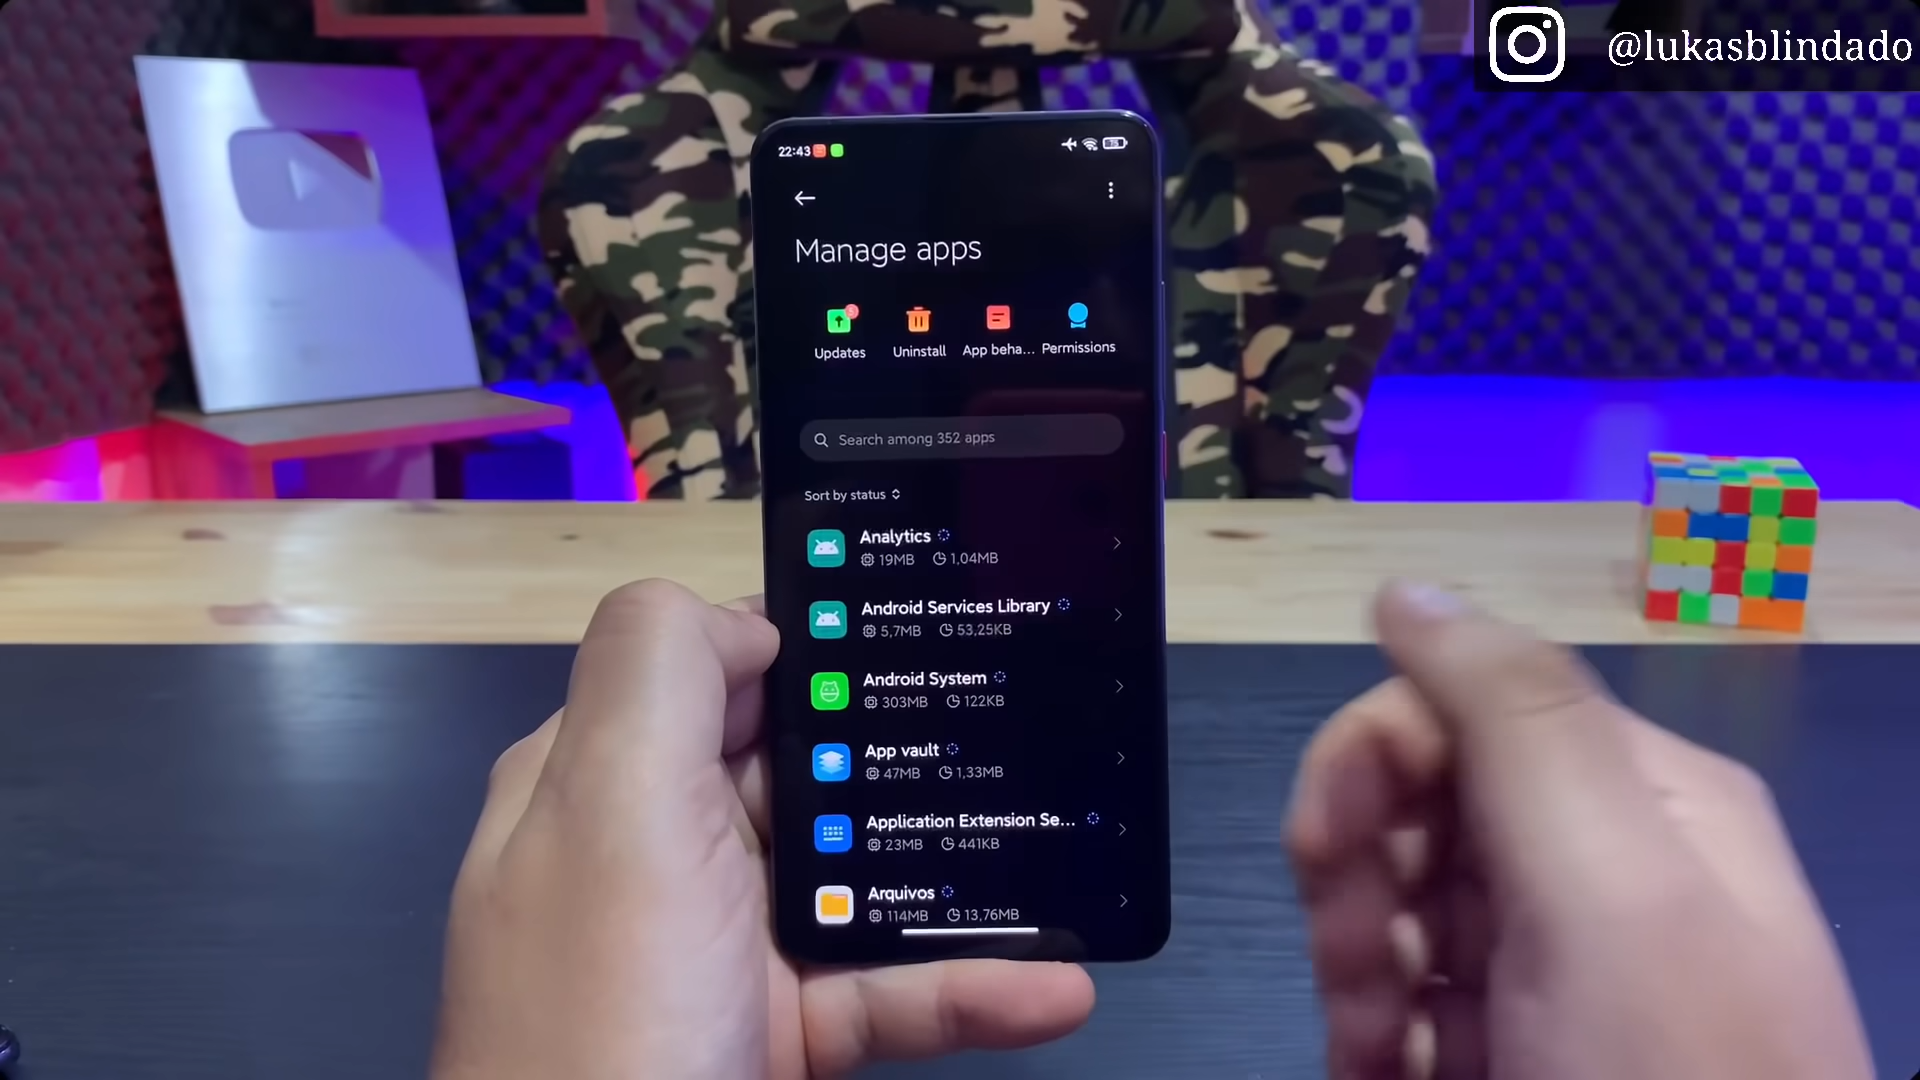 @lukasblindado
22:43
Manage apps
Updates
Uninstall
App beha...
Permissions
Search among 352 apps
Sort by status
Analytics
19MB 1,04MB
Android Services Library
5,7MB 53,25KB
Android System
303MB 122KB
App vault
47MB 1,33MB
Application Extension Se...
23MB 441KB
Arquivos
114MB 13,76MB